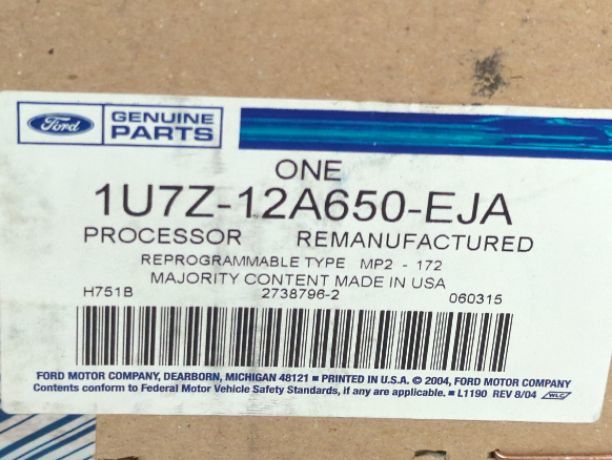 Ford GENUINE PARTS
ONE
1U7Z-12A650-EJA
PROCESSOR REMANUFACTURED
REPROGRAMMABLE TYPE MP2 - 172
MAJORITY CONTENT MADE IN USA
H751B 2738796-2 060315
FORD MOTOR COMPANY, DEARBORN, MICHIGAN 48121 ■ PRINTED IN U.S.A. © 2004, FORD MOTOR COMPANY
Contents conform to Federal Motor Vehicle Safety Standards, if any are applicable. ■ L1190 REV 8/04 WLC